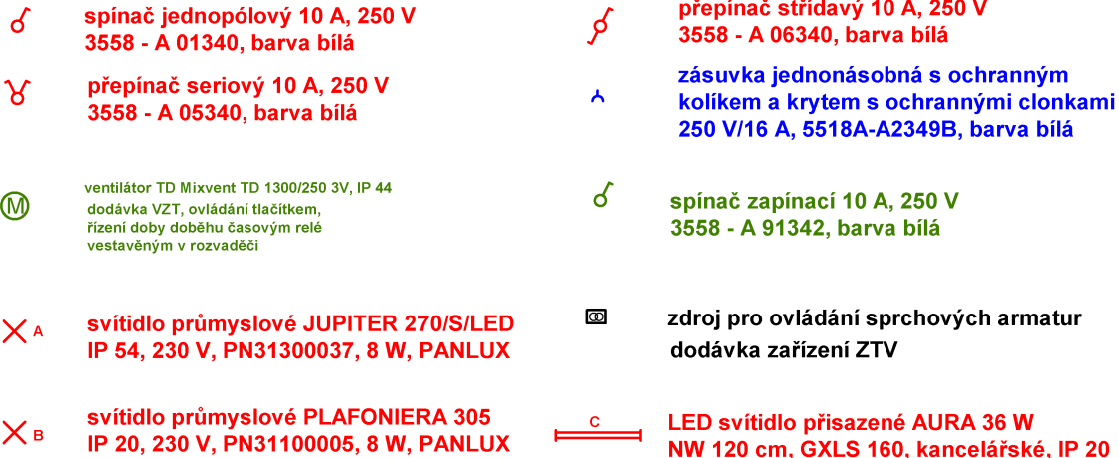 spínač jednopólový 10 A, 250 V
3558 - A 01340, barva bílá
přepínač střídavý 10 A, 250 V
3558 - A 06340, barva bílá
přepínač seriový 10 A, 250 V
3558 - A 05340, barva bílá
zásuvka jednonásobná s ochranným
kolíkem a krytem s ochrannými clonkami
250 V/16 A, 5518A-A2349B, barva bílá
M
ventilátor TD Mixvent TD 1300/250 3V, IP 44
dodávka VZT, ovládání tlačítkem,
řízení doby doběhu časovým relé
vestavěným v rozvaděči
spínač zapínací 10 A, 250 V
3558 - A 91342, barva bílá
A
svítidlo průmyslové JUPITER 270/S/LED
IP 54, 230 V, PN31300037, 8 W, PANLUX
zdroj pro ovládání sprchových armatur
dodávka zařízení ZTV
B
svítidlo průmyslové PLAFONIERA 305
IP 20, 230 V, PN31100005, 8 W, PANLUX
C
LED svítidlo přisazené AURA 36 W
NW 120 cm, GXLS 160, kancelářské, IP 20